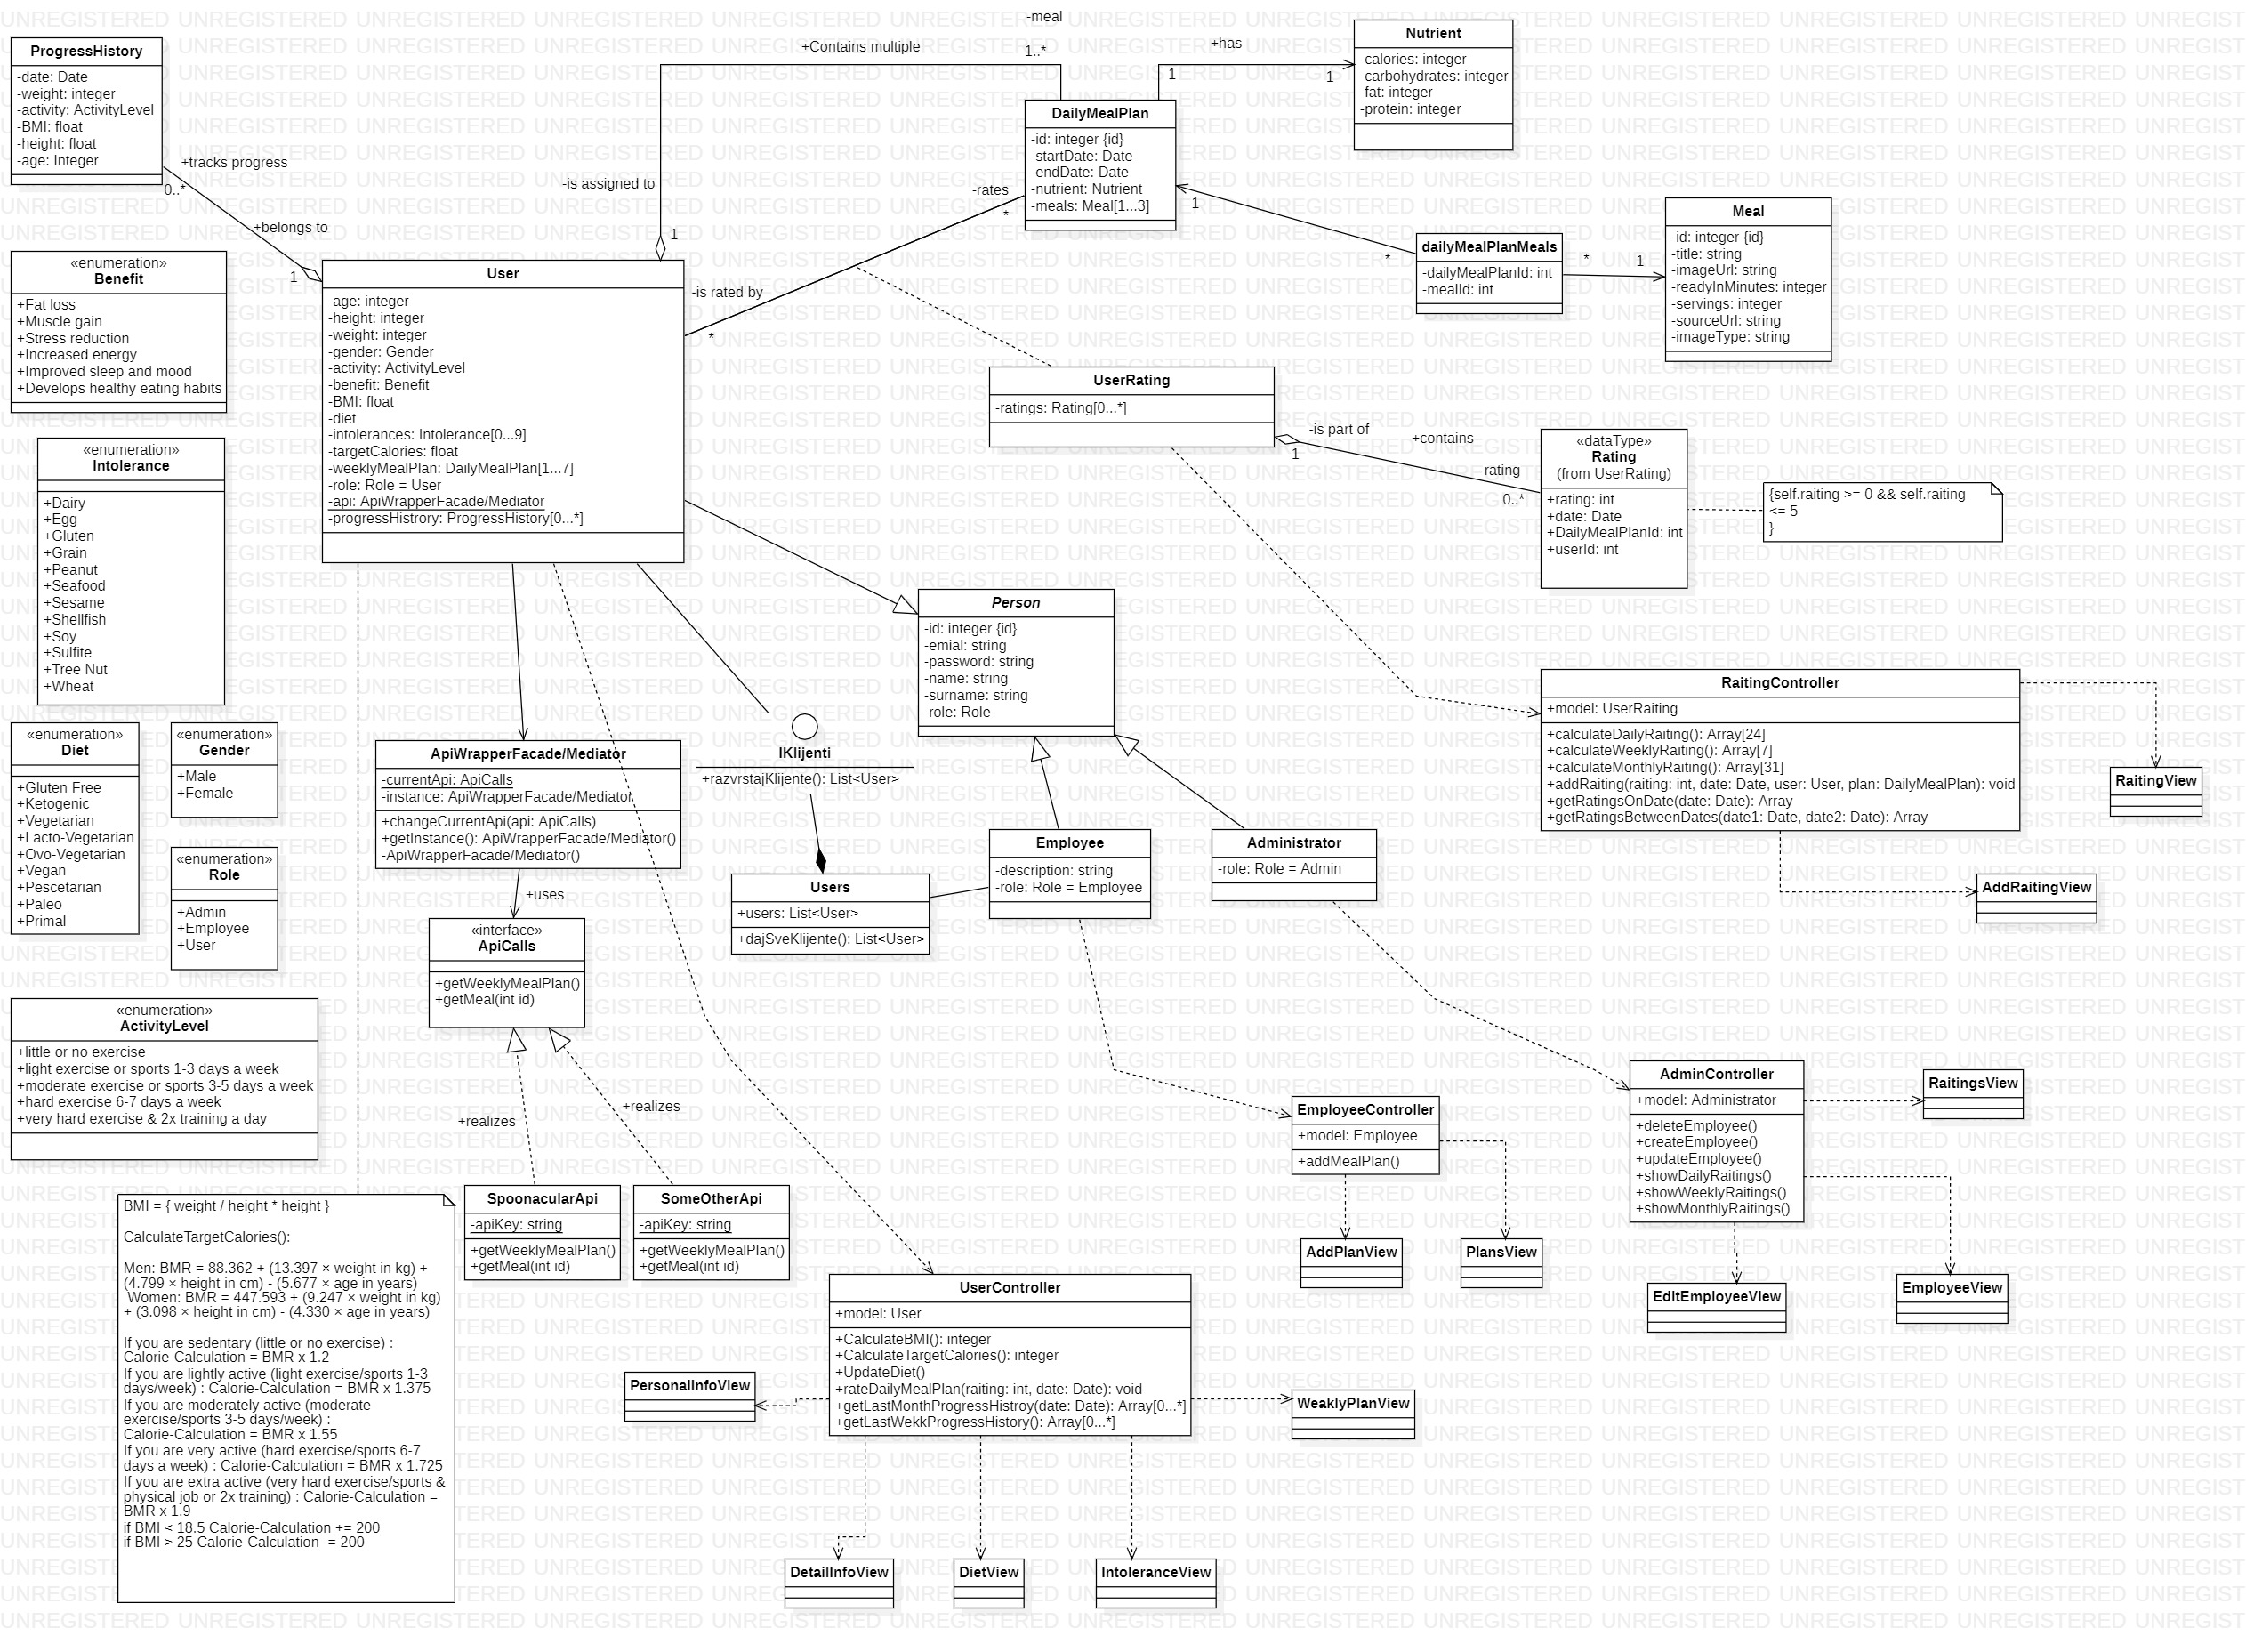 ProgressHistory
-date: Date
-weight: integer
-activity: ActivityLevel
-BMI: float
-height: float
-age: Integer
+tracks progress
0..*
+belongs to
1
«enumeration»
Benefit
+Fat loss
+Muscle gain
+Stress reduction
+Increased energy
+Improved sleep and mood
+Develops healthy eating habits
«enumeration»
Intolerance
+Dairy
+Egg
+Gluten
+Grain
+Peanut
+Seafood
+Sesame
+Shellfish
+Soy
+Sulfite
+Tree Nut
+Wheat
«enumeration»
Diet
+Gluten Free
+Ketogenic
+Vegetarian
+Lacto-Vegetarian
+Ovo-Vegetarian
+Vegan
+Pescetarian
+Paleo
+Primal
«enumeration»
Gender
+Male
+Female
«enumeration»
Role
+Admin
+Employee
+User
«enumeration»
ActivityLevel
+little or no exercise
+light exercise or sports 1-3 days a week
+moderate exercise or sports 3-5 days a week
+hard exercise 6-7 days a week
+very hard exercise & 2x training a day
User
-age: integer
-height: integer
-weight: integer
-gender: Gender
-activity: ActivityLevel
-benefit: Benefit
-BMI: float
-diet
-intolerances: Intolerance[0...9]
-targetCalories: float
-weeklyMealPlan: DailyMealPlan[1...7]
-role: Role = User
-api: ApiWrapperFacade/Mediator
-progressHistrory: ProgressHistory[0...*]
-meal
+Contains multiple
1..*
-is assigned to
1
+has
1
1
Nutrient
-calories: integer
-carbohydrates: integer
-fat: integer
-protein: integer
DailyMealPlan
-id: integer {id}
-startDate: Date
-endDate: Date
-nutrient: Nutrient
-meals: Meal[1...3]
-rates
*
-is rated by
*
1
*
dailyMealPlanMeals
-dailyMealPlanId: int
-mealId: int
*
1
Meal
-id: integer {id}
-title: string
-imageUrl: string
-readyInMinutes: integer
-servings: integer
-sourceUrl: string
-imageType: string
UserRating
-ratings: Rating[0...*]
-is part of
1
+contains
-rating
0..*
«dataType»
Rating
(from UserRating)
+rating: int
+date: Date
+DailyMealPlanId: int
+userId: int
{self.raiting >= 0 && self.raiting
<= 5
}
Person
-id: integer {id}
-emial: string
-password: string
-name: string
-surname: string
-role: Role
RaitingController
+model: UserRaiting
+calculateDailyRaiting(): Array[24]
+calculateWeeklyRaiting(): Array[7]
+calculateMonthlyRaiting(): Array[31]
+addRaiting(raiting: int, date: Date, user: User, plan: DailyMealPlan): void
+getRatingsOnDate(date: Date): Array
+getRatingsBetweenDates(date1: Date, date2: Date): Array
RaitingView
AddRaitingView
ApiWrapperFacade/Mediator
-currentApi: ApiCalls
-instance: ApiWrapperFacade/Mediator
+changeCurrentApi(api: ApiCalls)
+getInstance(): ApiWrapperFacade/Mediator()
-ApiWrapperFacade/Mediator()
+uses
IKlijenti
+razvrstajKlijente(): List<User>
Users
+users: List<User>
+dajSveKlijente(): List<User>
Employee
-description: string
-role: Role = Employee
Administrator
-role: Role = Admin
«interface»
ApiCalls
+getWeeklyMealPlan()
+getMeal(int id)
+realizes
+realizes
SpoonacularApi
-apiKey: string
+getWeeklyMealPlan()
+getMeal(int id)
SomeOtherApi
-apiKey: string
+getWeeklyMealPlan()
+getMeal(int id)
EmployeeController
+model: Employee
+addMealPlan()
AddPlanView
PlansView
AdminController
+model: Administrator
+deleteEmployee()
+createEmployee()
+updateEmployee()
+showDailyRaitings()
+showWeeklyRaitings()
+showMonthlyRaitings()
RaitingsView
EditEmployeeView
EmployeeView
BMI = { weight / height * height }
CalculateTargetCalories():
Men: BMR = 88.362 + (13.397 × weight in kg) +
(4.799 × height in cm) - (5.677 × age in years)
Women: BMR = 447.593 + (9.247 × weight in kg)
+ (3.098 × height in cm) - (4.330 × age in years)
If you are sedentary (little or no exercise) :
Calorie-Calculation = BMR x 1.2
If you are lightly active (light exercise/sports 1-3
days/week) : Calorie-Calculation = BMR x 1.375
If you are moderately active (moderate
exercise/sports 3-5 days/week) :
Calorie-Calculation = BMR x 1.55
If you are very active (hard exercise/sports 6-7
days a week) : Calorie-Calculation = BMR x 1.725
If you are extra active (very hard exercise/sports &
physical job or 2x training) : Calorie-Calculation =
BMR x 1.9
if BMI < 18.5 Calorie-Calculation += 200
if BMI > 25 Calorie-Calculation -= 200
UserController
+model: User
+CalculateBMI(): integer
+CalculateTargetCalories(): integer
+UpdateDiet()
+rateDailyMealPlan(raiting: int, date: Date): void
+getLastMonthProgressHistroy(date: Date): Array[0...*]
+getLastWekkProgressHistory(): Array[0...*]
PersonalInfoView
WeaklyPlanView
DetailInfoView
DietView
IntoleranceView